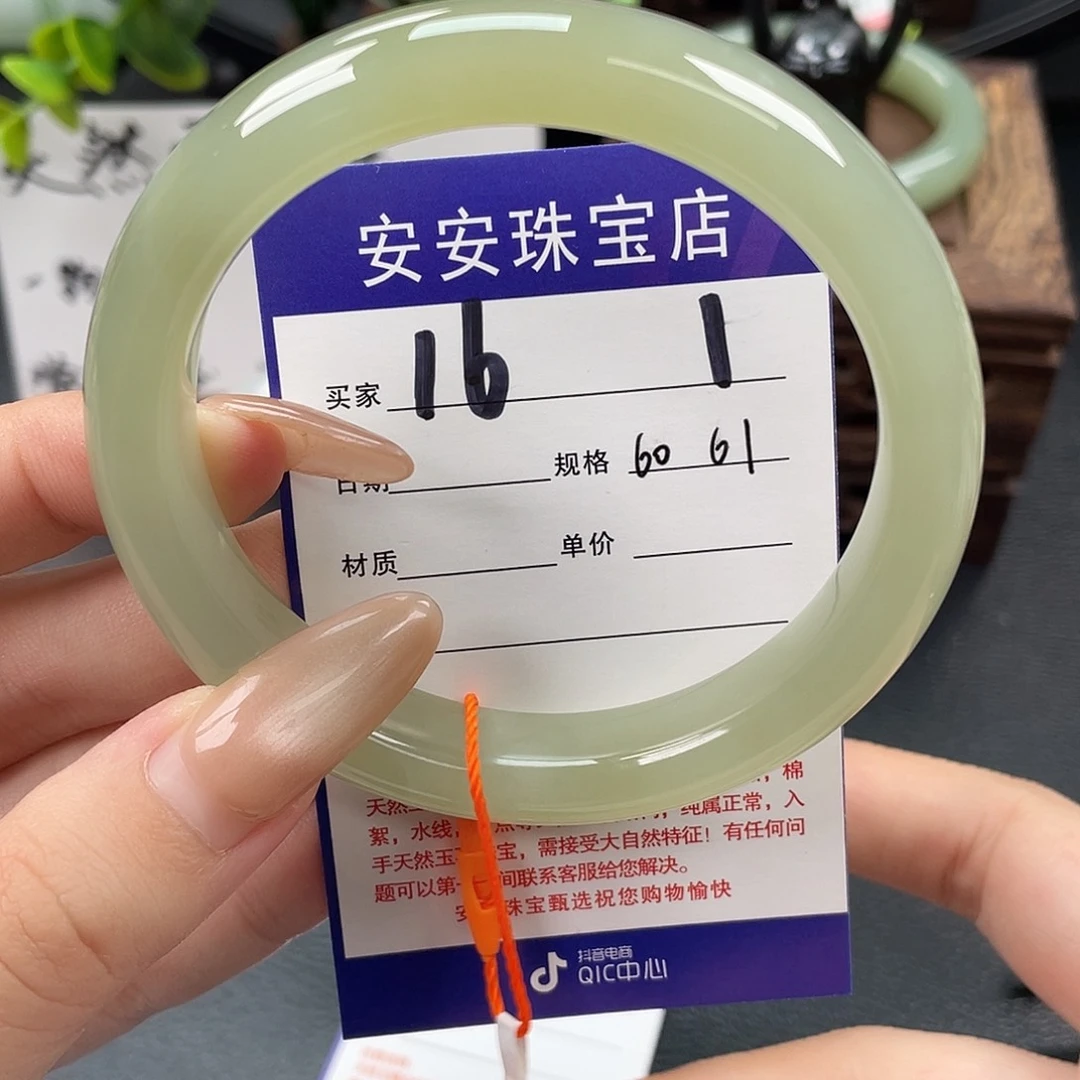 安安珠宝店
买家 16 1
日期 规格 60 61
材质 单价
棉
天然 纯属正常，入
絮，水线，
手天然玉 宝，需接受大自然特征！有任何问
题可以第一 间联系客服给您解决。
安 珠宝甄选祝您购物愉快
抖音电商
QIC中心